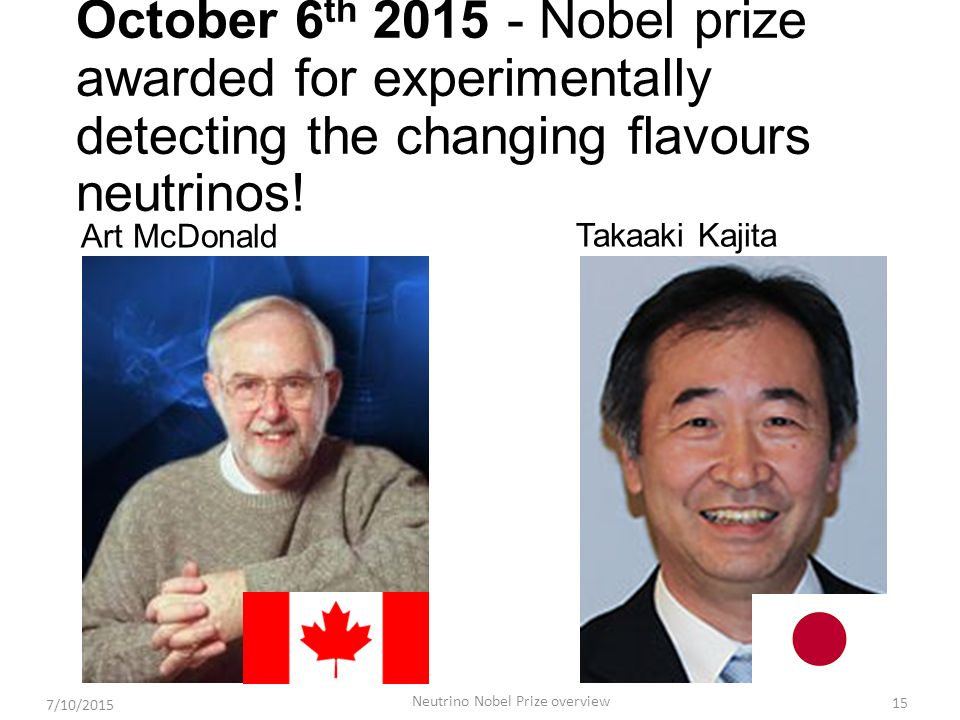 October 6th 2015 - Nobel prize
awarded for experimentally
detecting the changing flavours
neutrinos!
Art McDonald
Takaaki Kajita
7/10/2015
Neutrino Nobel Prize overview
15